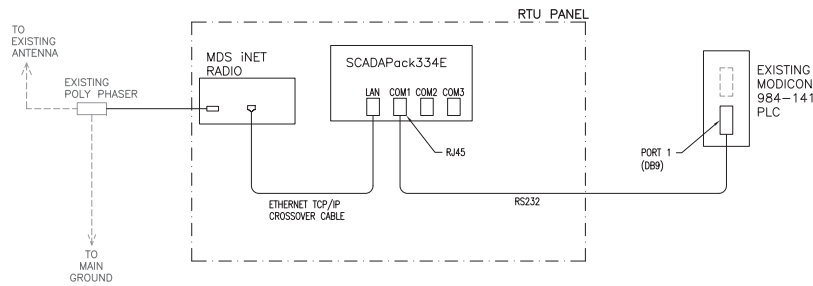 RTU PANEL
TO
EXISTING
ANTENNA
EXISTING
POLY PHASER
TO
MAIN
GROUND
MDS iNET
RADIO
SCADAPack334E
LAN COM1 COM2 COM3
RJ45
ETHERNET TCP/IP
CROSSOVER CABLE
RS232
PORT 1
(DB9)
EXISTING
MODICON
984-141
PLC